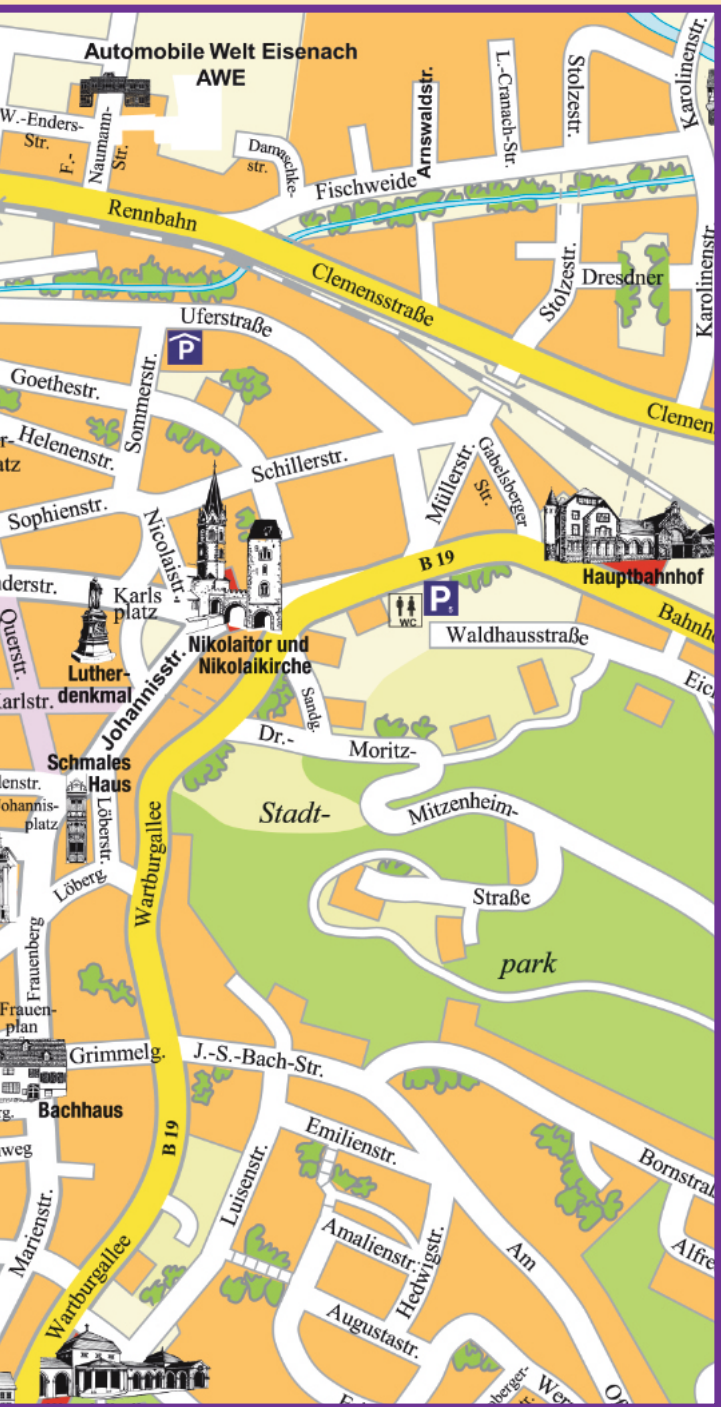 Automobile Welt Eisenach
AWE
W.-Enders-
Str.
F.-
Naumann-
Str.
Damaschke-
str.
Fischweide
Arnswaldstr.
L.-Cranach-Str.
Stolzestr.
Karolinenstr.
Rennbahn
Clemensstraße
Stolzestr.
Dresdner
Karolinenstr.
Uferstraße
P
Goethestr.
Sommerstr.
Helenenstr.
Schillerstr.
Sophienstr.
Müllerstr.
Gabelsberger
Str.
Clemen
Nicolaistr.
B 19
Hauptbahnhof
Karls
platz
P
WC
Bahnh
Querstr.
Nikolaitor und
Nikolaikirche
Waldhausstraße
Luther-
denkmal
Johannisstr.
Sandg.
Dr.-
Moritz-
Schmales
Haus
Johannis-
platz
Löberstr.
Stadt-
Mitzenheim-
Wartburgallee
Löberg
Straße
Frauenberg
park
Frauen-
plan
Grimmelg.
J.-S.-Bach-Str.
Bachhaus
B 19
Emilienstr.
Luisenstr.
Bornstraß
Marienstr.
Amalienstr.
Hedwigstr.
Am
Alfre
Wartburgallee
Augustastr.